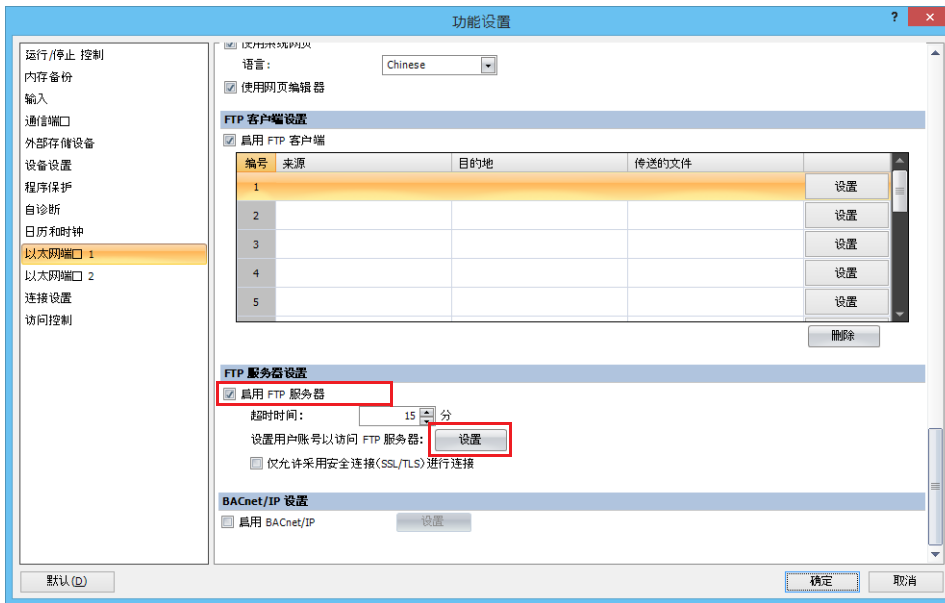 功能设置
?
×
运行/停止 控制
内存备份
输入
通信端口
外部存储设备
设备设置
程序保护
自诊断
日历和时钟
以太网端口 1
以太网端口 2
连接设置
访问控制
使用系统网页
语言: Chinese
使用网页编辑器
FTP 客户端设置
启用 FTP 客户端
编号 来源 目的地 传送的文件
1 设置
2 设置
3 设置
4 设置
5 设置
删除
FTP 服务器设置
启用 FTP 服务器
超时时间: 15 分
设置用户账号以访问 FTP 服务器: 设置
仅允许采用安全连接(SSL/TLS)进行连接
BACnet/IP 设置
启用 BACnet/IP 设置
默认(D) 确定 取消